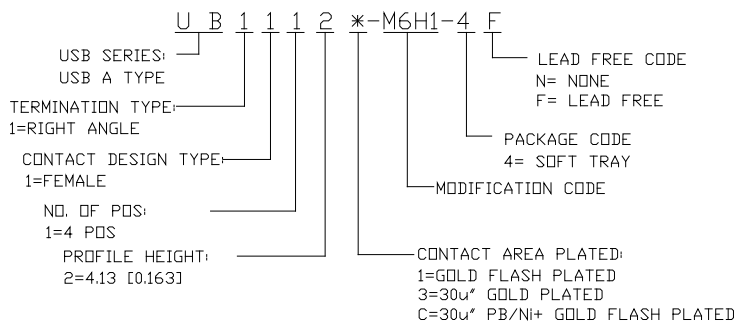 U B 1 1 1 2 *-M6H1-4 F
USB SERIES:
USB A TYPE
TERMINATION TYPE:
1=RIGHT ANGLE
CONTACT DESIGN TYPE:
1=FEMALE
NO. OF POS:
1=4 POS
PROFILE HEIGHT:
2=4.13 [0.163]
LEAD FREE CODE
N= NONE
F= LEAD FREE
PACKAGE CODE
4= SOFT TRAY
MODIFICATION CODE
CONTACT AREA PLATED:
1=GOLD FLASH PLATED
3=30u" GOLD PLATED
C=30u" PB/Ni+ GOLD FLASH PLATED